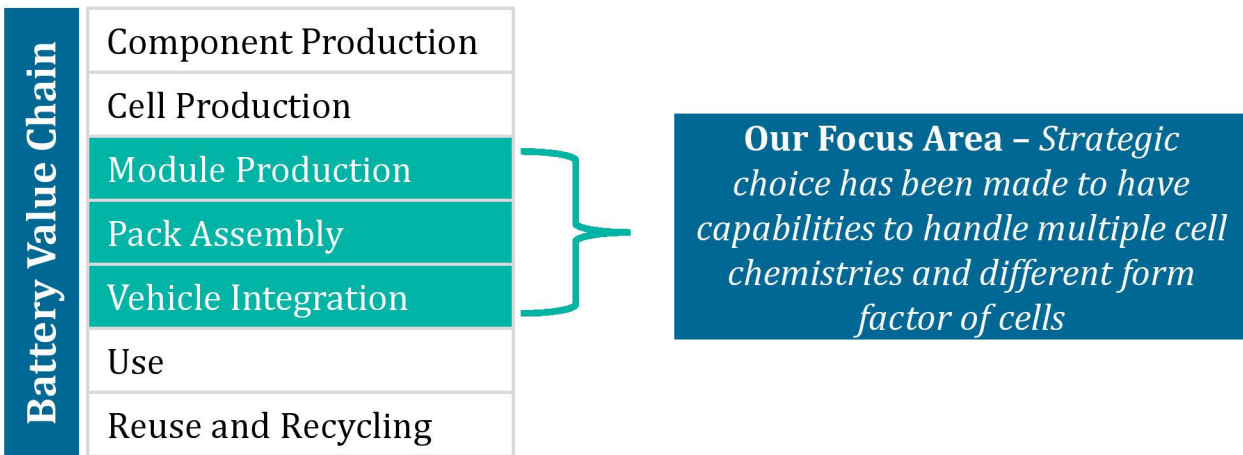 Battery Value Chain
Component Production
Cell Production
Module Production
Pack Assembly
Vehicle Integration
Use
Reuse and Recycling
Our Focus Area – Strategic
choice has been made to have
capabilities to handle multiple cell
chemistries and different form
factor of cells